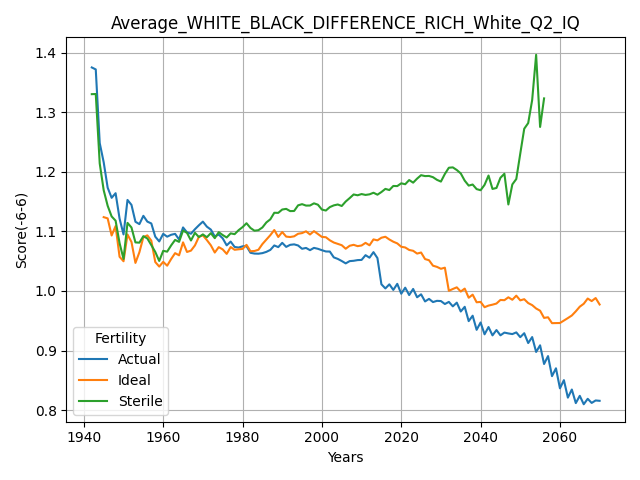 Average_WHITE_BLACK_DIFFERENCE_RICH_White_Q2_IQ
Score(-6-6)
1.4
1.3
1.2
1.1
1.0
0.9
0.8
Fertility
Actual
Ideal
Sterile
1940 1960 1980 2000 2020 2040 2060
Years